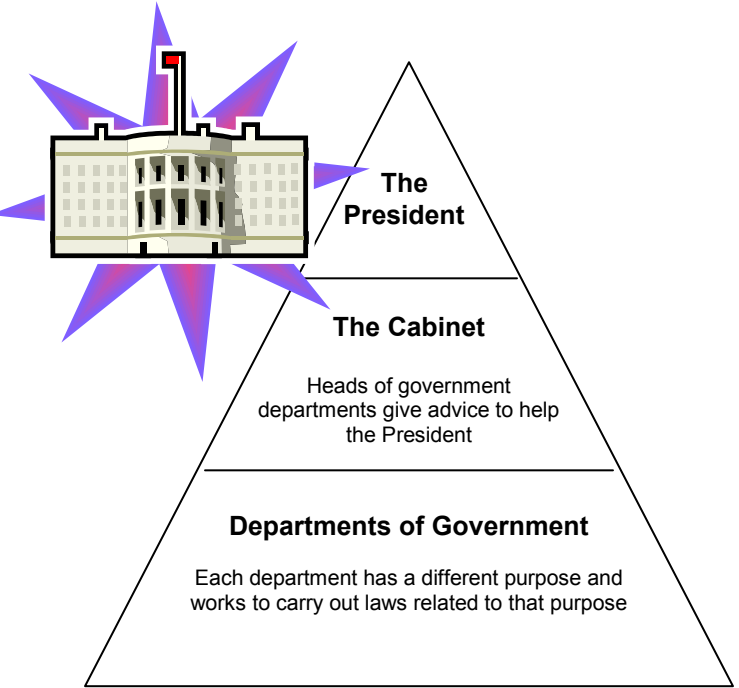 The
President
The Cabinet
Heads of government
departments give advice to help
the President
Departments of Government
Each department has a different purpose and
works to carry out laws related to that purpose